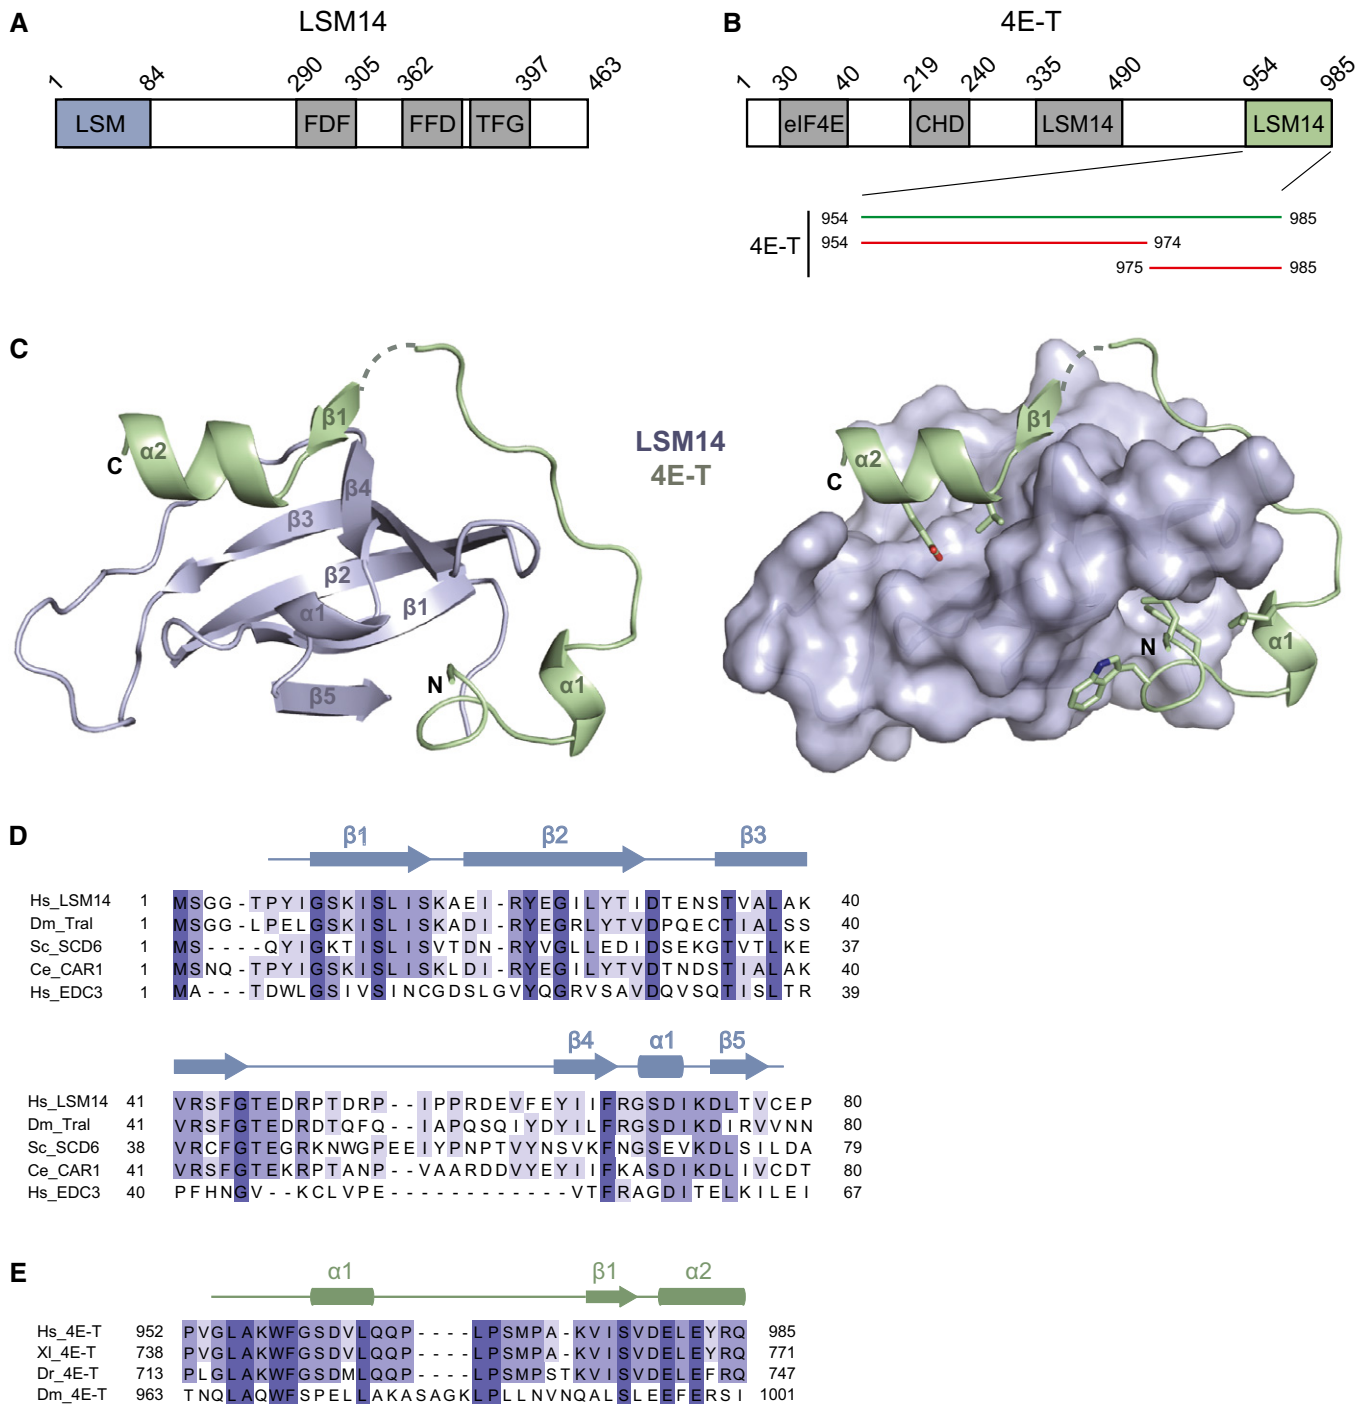 A
LSM14
1 84 290 305 362 397 463
LSM FDF FFD TFG
B
4E-T
1 30 40 219 240 335 490 954 985
eIF4E CHD LSM14 LSM14
954 985
4E-T 954 974
975 985
C
β1
α2
C
β4
β3
β2
α1
β1
β5
N
α1
LSM14
4E-T
β1
α2
C
N
α1
D
β1 β2 β3
Hs_LSM14 1 MSGG-TPYIGSKISLISKAEI-RYEGILYTIDTENSTVALAK 40
Dm_Tral 1 MSGG-LPELGSKISLISKADI-RYEGRLYTVDPQECTIALSS 40
Sc_SCD6 1 MS----QYIGKTISLISVTDN-RYVGLLEDIDSEKGTVTLKE 37
Ce_CAR1 1 MSNQ-TPYIGSKISLISKLDI-RYEGILYTVDTNDSTIALAK 40
Hs_EDC3 1 MA---TDWLGSIVSINCGDSLGVYQGRVSAVDQVSQTISLTR 39
β4 α1 β5
Hs_LSM14 41 VRSFGTEDRPTDRP--IPPRDEVFEYIIFRGSDIKDLTVCEP 80
Dm_Tral 41 VRSFGTEDRDTQFQ--IAPQSQIYDYILFRGSDIKDIRVVNN 80
Sc_SCD6 38 VRCFGTEGRKNWGPEEIYPNPTVYNSVKFNGSEVKDLSILDA 79
Ce_CAR1 41 VRSFGTEKRPTANP--VAARDDVYEYIIFKASDIKDLIVCDT 80
Hs_EDC3 40 PFHNGV--KCLVPE------------VTFRAGDITELKILEI 67
E
α1 β1 α2
Hs_4E-T 952 PVGLAKWFGSDVLQQP----LPSMPA-KVISVDELEYRQ 985
Xl_4E-T 738 PVGLAKWFGSDVLQQP----LPSMPA-KVISVDELEYRQ 771
Dr_4E-T 713 PLGLAKWFGSDMLQQP----LPSMPSTKVISVDELEFRQ 747
Dm_4E-T 963 TNQLAQWFSPELLAKASAGKLPLLNVNQALSLEEFERSI 1001